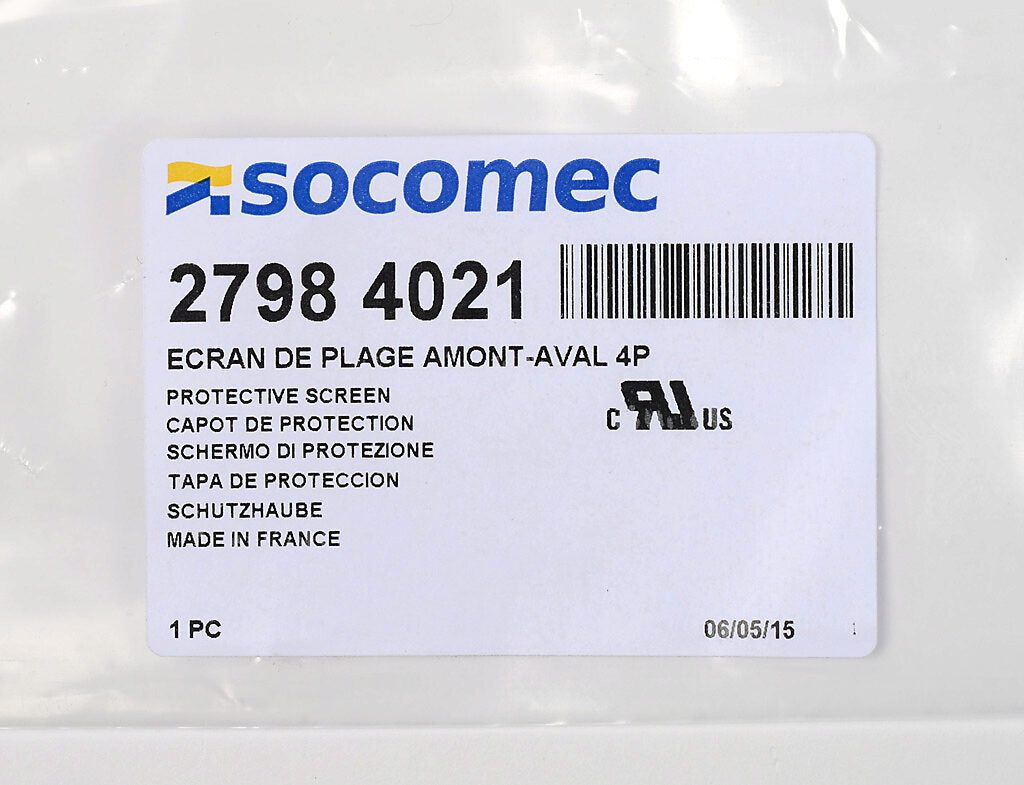 socomec
2798 4021
ECRAN DE PLAGE AMONT-AVAL 4P
PROTECTIVE SCREEN
CAPOT DE PROTECTION
C RU US
SCHERMO DI PROTEZIONE
TAPA DE PROTECCION
SCHUTZHAUBE
MADE IN FRANCE
1 PC
06/05/15